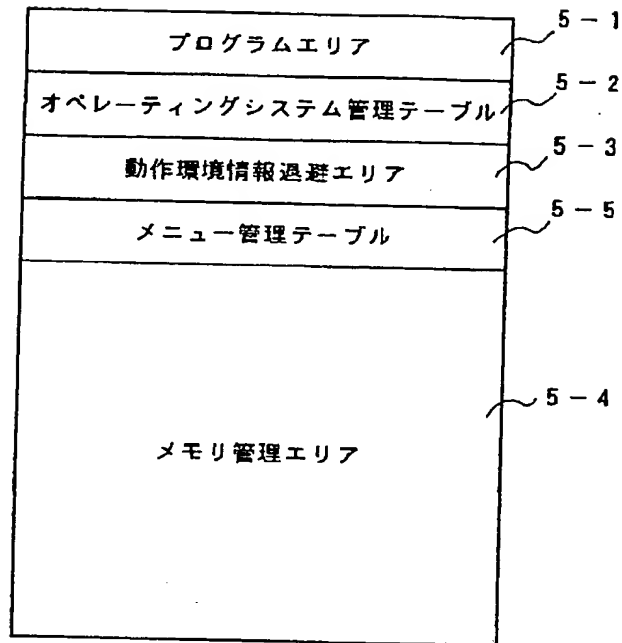 プログラムエリア
5-1
オペレーティングシステム管理テーブル
5-2
動作環境情報退避エリア
5-3
メニュー管理テーブル
5-5
メモリ管理エリア
5-4